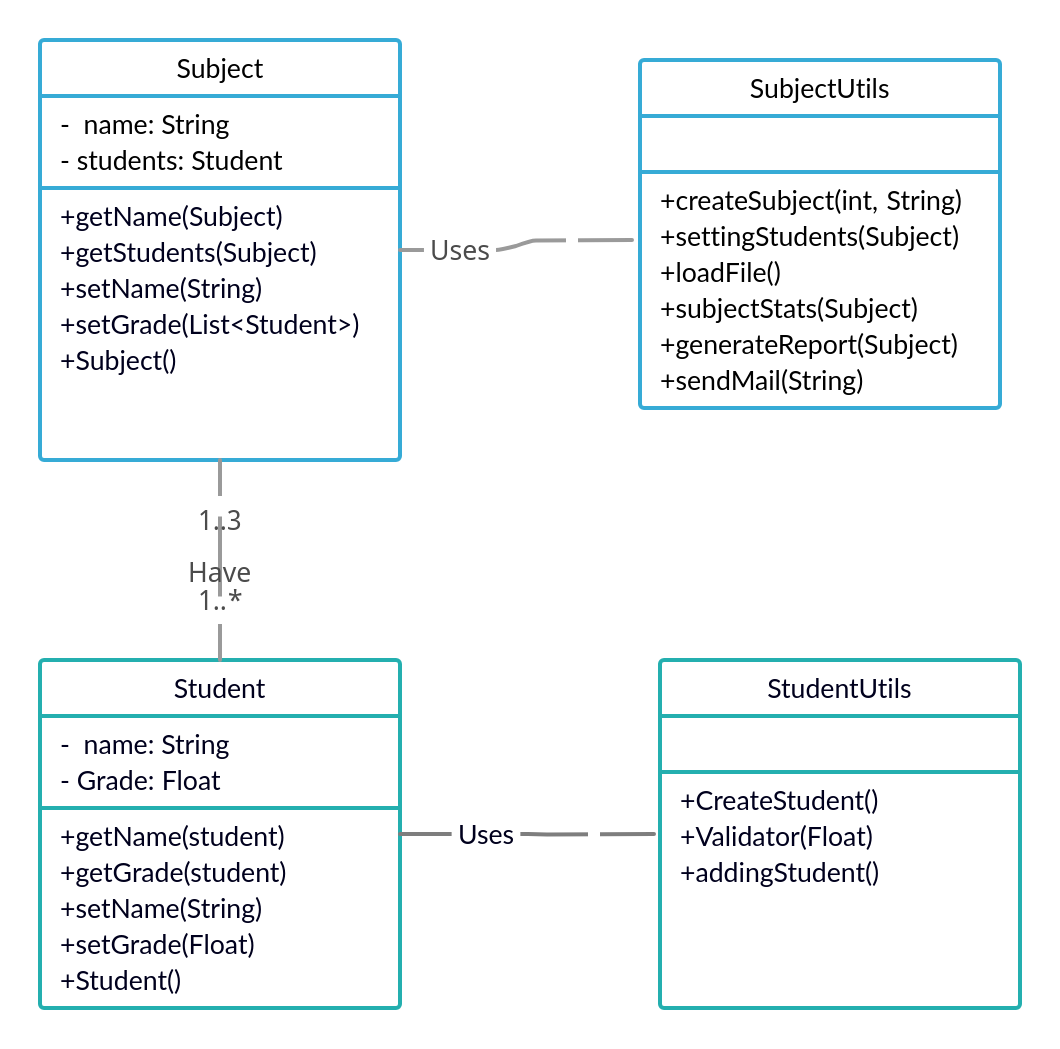 Subject
-  name: String
- students: Student
+getName(Subject)
+getStudents(Subject)
+setName(String)
+setGrade(List<Student>)
+Subject()
Uses
SubjectUtils
+createSubject(int, String)
+settingStudents(Subject)
+loadFile()
+subjectStats(Subject)
+generateReport(Subject)
+sendMail(String)
1..3
Have
1..*
Student
-  name: String
- Grade: Float
+getName(student)
+getGrade(student)
+setName(String)
+setGrade(Float)
+Student()
Uses
StudentUtils
+CreateStudent()
+Validator(Float)
+addingStudent()